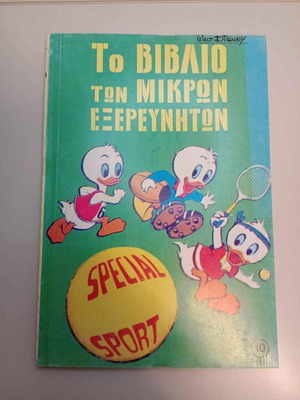 WALT DISNEY
ΤΟ ΒΙΒΛΙΟ
ΤΩΝ ΜΙΚΡΩΝ
ΕΞΕΡΕΥΝΗΤΩΝ
SPECIAL
SPORT
10